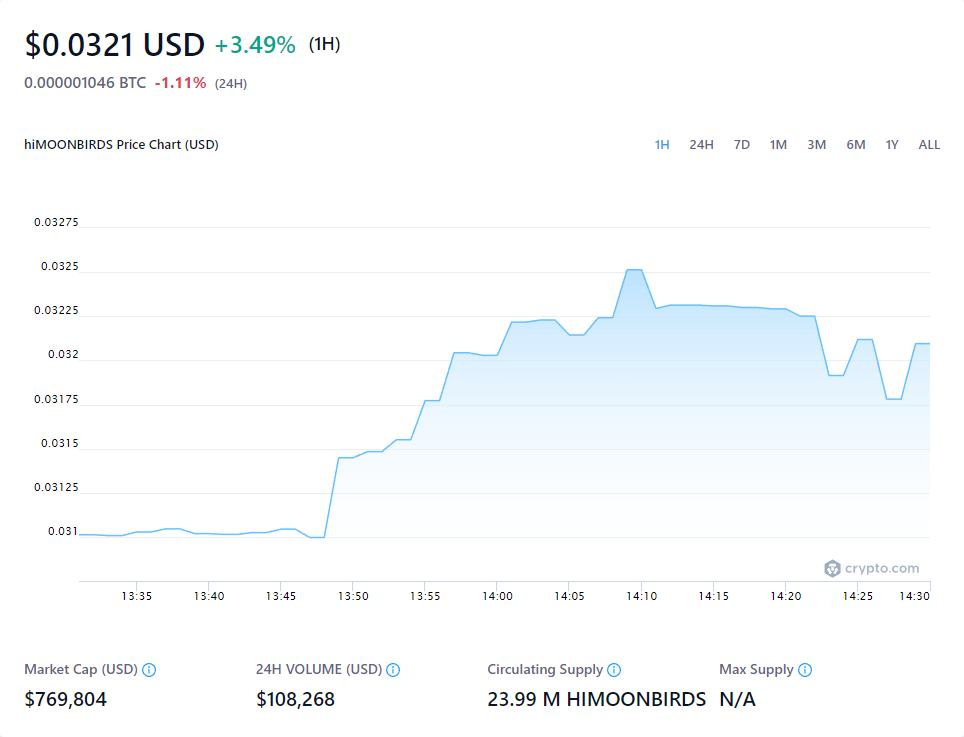 $0.0321 USD +3.49% (1H)
0.000001046 BTC -1.11% (24H)
hiMOONBIRDS Price Chart (USD) 1H 24H 7D 1M 3M 6M 1Y ALL
0.03275
0.0325
0.03225
0.032
0.03175
0.0315
0.03125
0.031
crypto.com
13:35 13:40 13:45 13:50 13:55 14:00 14:05 14:10 14:15 14:20 14:25 14:30
Market Cap (USD) 24H VOLUME (USD) Circulating Supply Max Supply
$769,804 $108,268 23.99 M HIMOONBIRDS N/A